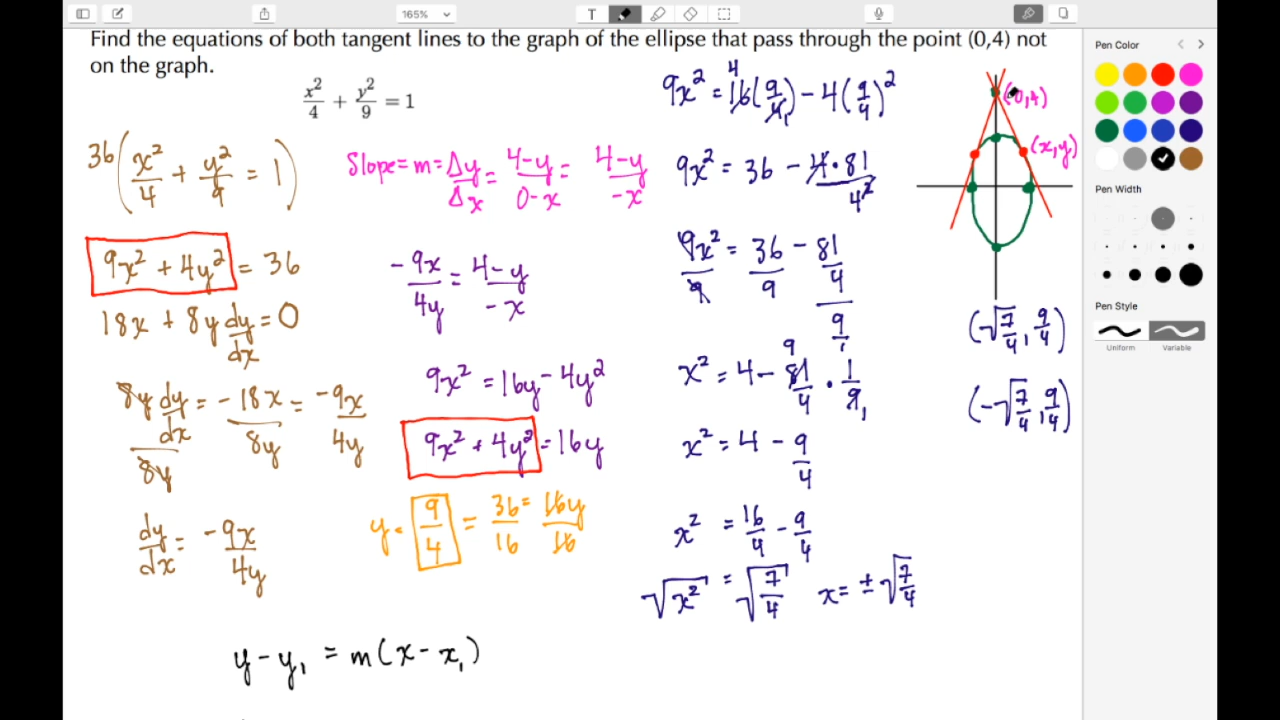 165%
T
Find the equations of both tangent lines to the graph of the ellipse that pass through the point (0,4) not
on the graph.
x²/4 + y²/9 = 1
36(x²/4 + y²/9 = 1)
9x² + 4y² = 36
18x + 8y dy/dx = 0
8y dy/dx / 8y = -18x/8y = -9x/4y
dy/dx = -9x/4y
Slope = m = Δy/Δx = 4-y/0-x = 4-y/-x
-9x/4y = 4-y/-x
9x² = 16y - 4y²
9x² + 4y² = 16y
y = 9/4 = 36/16 = 16y/16
y - y₁ = m(x - x₁)
9x² = 16(9/4) - 4(9/4)²
4
1
9x² = 36 - 4·81/4²
9x²/9 = 36/9 - 81/4/9/1
x² = 4 - 81/4 · 1/9
9
1
x² = 4 - 9/4
x² = 16/4 - 9/4
√x² = √7/4 x = ± √7/4
(0,4)
(x,y)
(√7/4, 9/4)
(-√7/4, 9/4)
Pen Color
Pen Width
Pen Style
Uniform
Variable